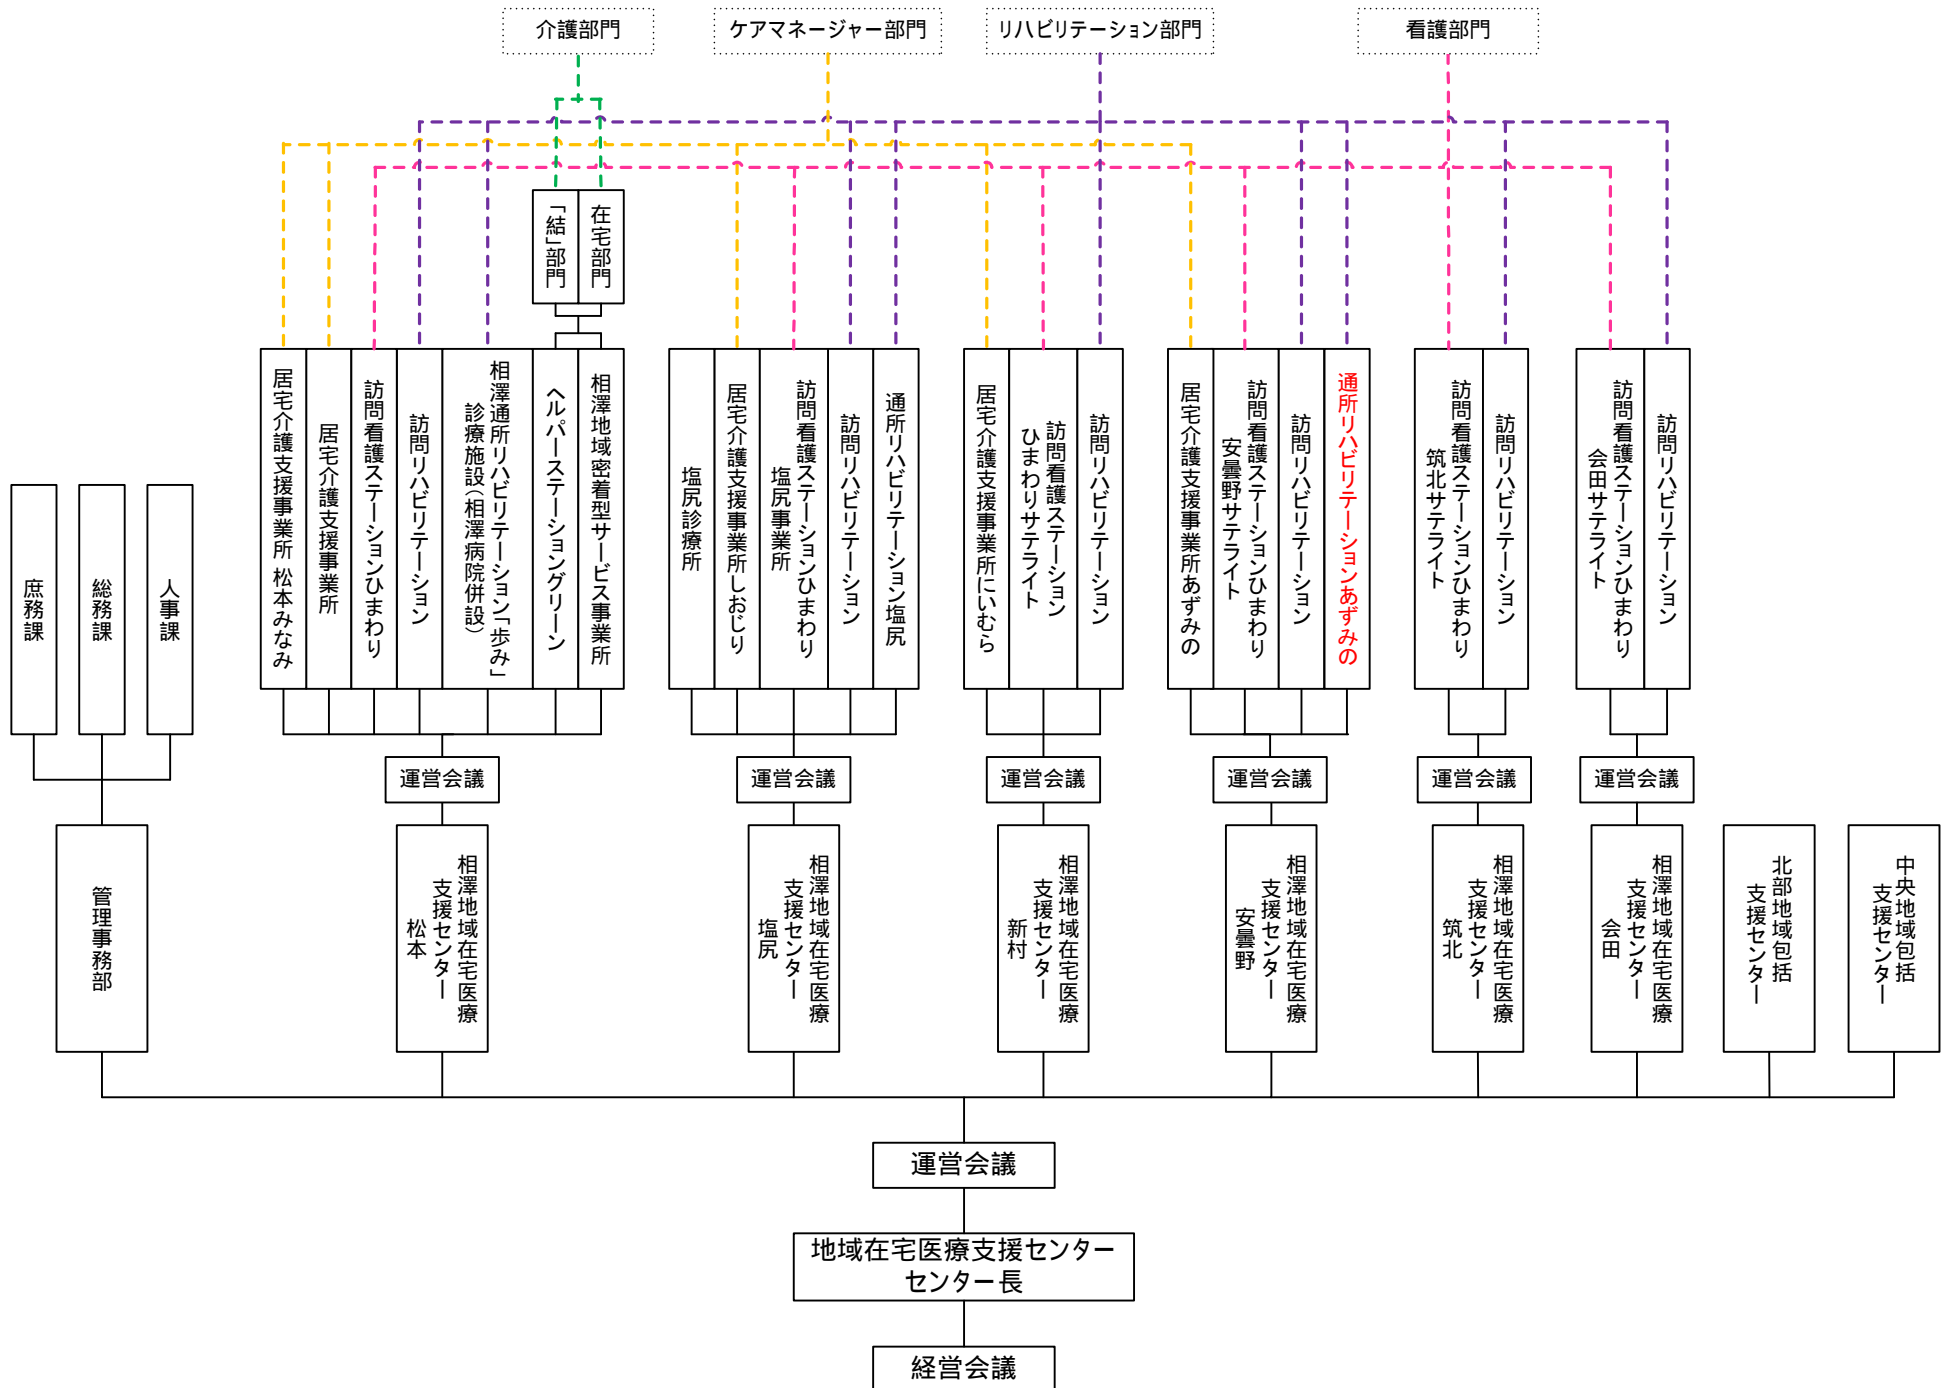 介護部門
ケアマネージャー部門
リハビリテーション部門
看護部門
「結」部門
在宅部門
居宅介護支援事業所 松本みなみ
居宅介護支援事業所
訪問看護ステーションひまわり
訪問リハビリテーション
相澤通所リハビリテーション「歩み」
診療施設（相澤病院併設）
ヘルパーステーショングリーン
相澤地域密着型サービス事業所
塩尻診療所
居宅介護支援事業所しおじり
訪問看護ステーションひまわり
塩尻事業所
訪問リハビリテーション
通所リハビリテーション塩尻
居宅介護支援事業所にいむら
訪問看護ステーション
ひまわりサテライト
訪問リハビリテーション
居宅介護支援事業所あずみの
訪問看護ステーションひまわり
安曇野サテライト
訪問リハビリテーション
通所リハビリテーションあずみの
訪問看護ステーションひまわり
筑北サテライト
訪問リハビリテーション
訪問看護ステーションひまわり
会田サテライト
訪問リハビリテーション
庶務課
総務課
人事課
運営会議
運営会議
運営会議
運営会議
運営会議
運営会議
管理事務部
相澤地域在宅医療
支援センター
松本
相澤地域在宅医療
支援センター
塩尻
相澤地域在宅医療
支援センター
新村
相澤地域在宅医療
支援センター
安曇野
相澤地域在宅医療
支援センター
筑北
相澤地域在宅医療
支援センター
会田
北部地域包括
支援センター
中央地域包括
支援センター
運営会議
地域在宅医療支援センター
センター長
経営会議